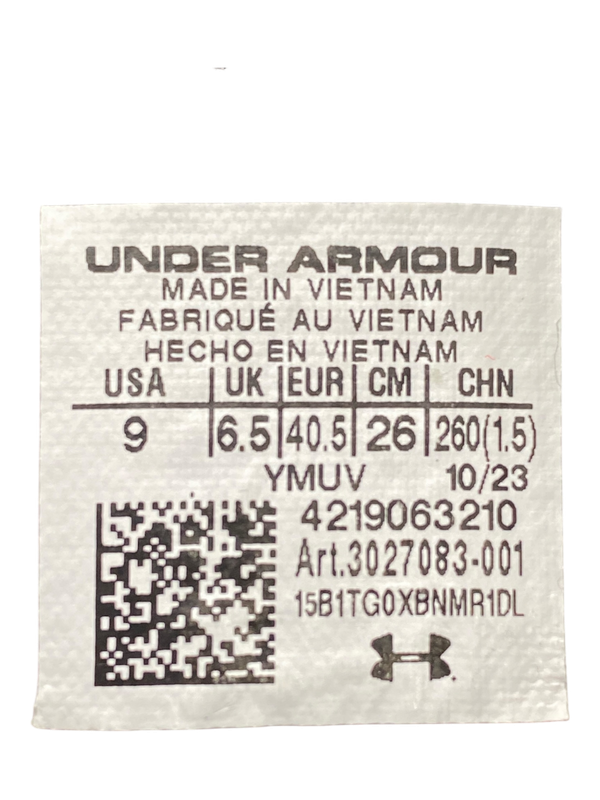 UNDER ARMOUR
MADE IN VIETNAM
FABRIQUÉ AU VIETNAM
HECHO EN VIETNAM
USA UK EUR CM CHN
9 6.5 40.5 26 260(1.5)
YMUV 10/23
4219063210
Art.3027083-001
15B1TG0XBNMR1DL